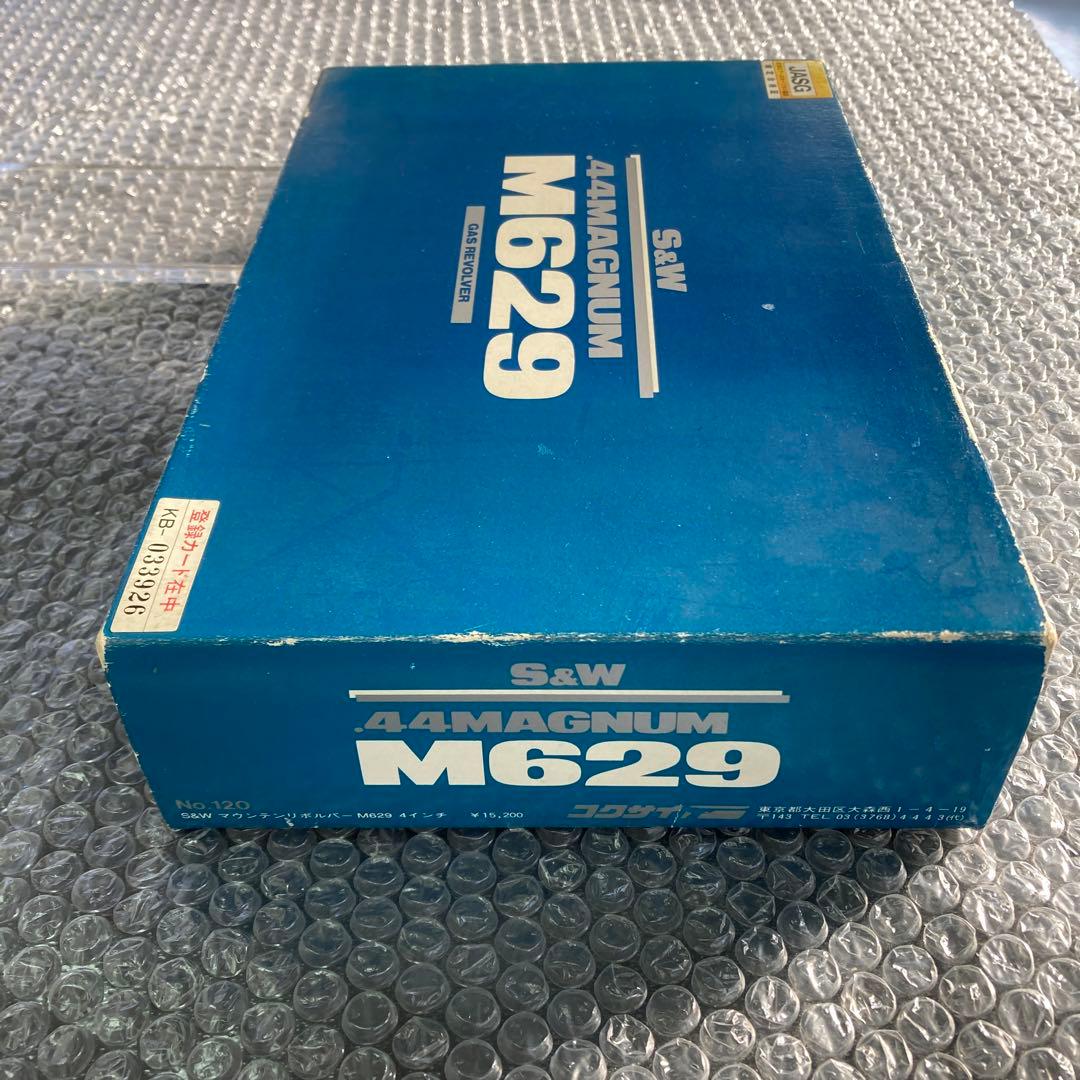 JASG
S&W
.44MAGNUM
M629
GAS REVOLVER
登録カード在中
KB- 033926
S&W
.44MAGNUM
M629
No.120
S&W マウンテンリボルバー M629 4インチ ¥15,200
コクサイ
東京都大田区大森西1-4-19
〒143 TEL 03(3768)4443(代)